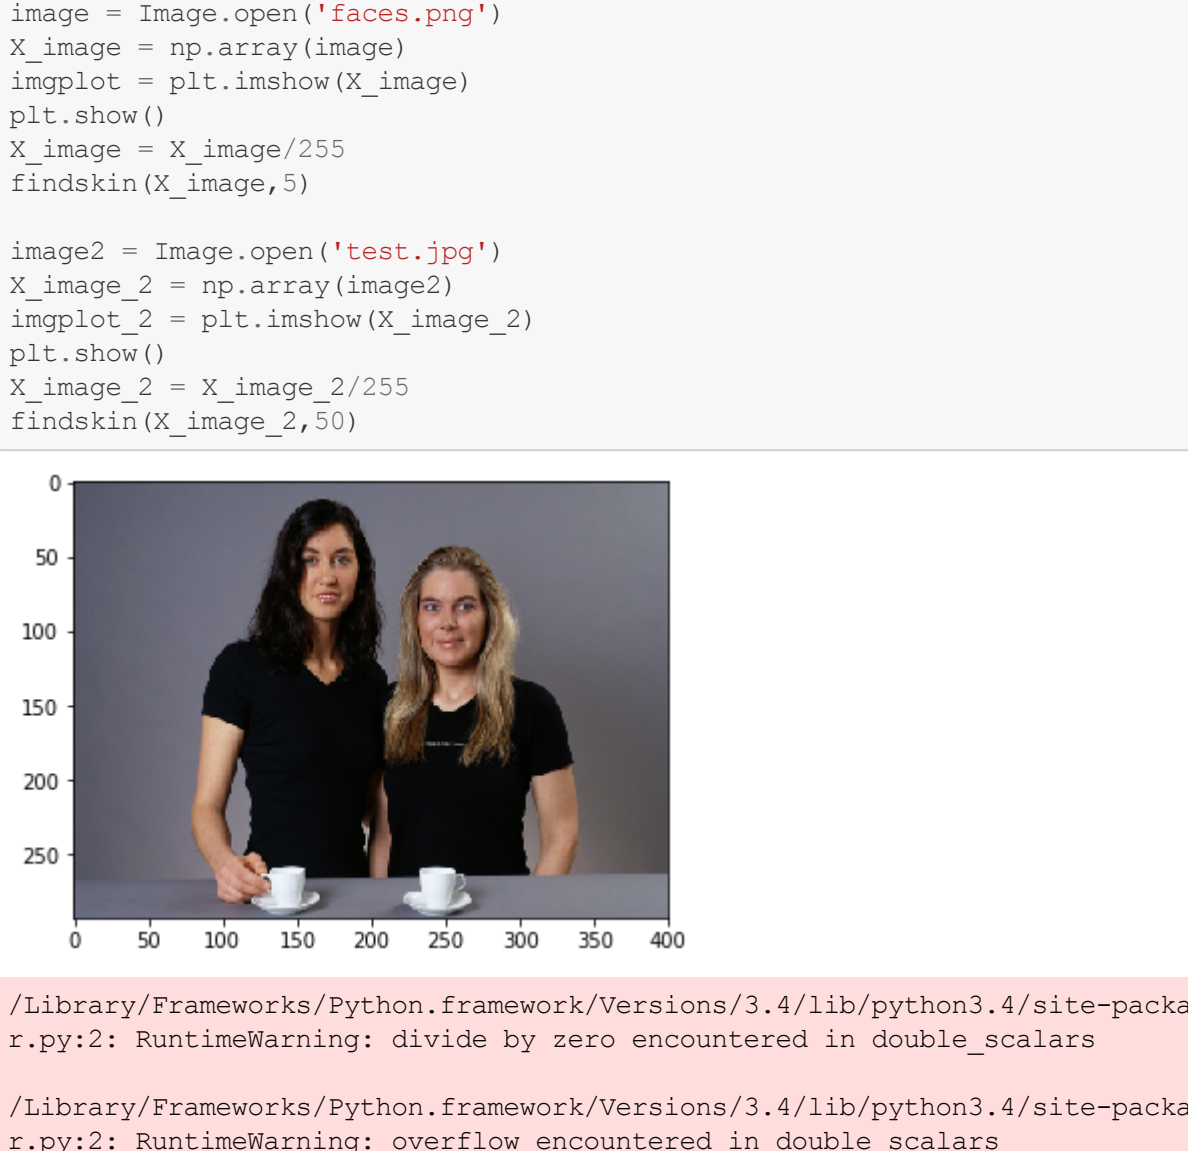 image = Image.open('faces.png')
X_image = np.array(image)
imgplot = plt.imshow(X_image)
plt.show()
X_image = X_image/255
findskin(X_image,5)
image2 = Image.open('test.jpg')
X_image_2 = np.array(image2)
imgplot_2 = plt.imshow(X_image_2)
plt.show()
X_image_2 = X_image_2/255
findskin(X_image_2,50)
0
50
100
150
200
250
0 50 100 150 200 250 300 350 400
/Library/Frameworks/Python.framework/Versions/3.4/lib/python3.4/site-packa
r.py:2: RuntimeWarning: divide by zero encountered in double_scalars
/Library/Frameworks/Python.framework/Versions/3.4/lib/python3.4/site-packa
r.py:2: RuntimeWarning: overflow encountered in double_scalars